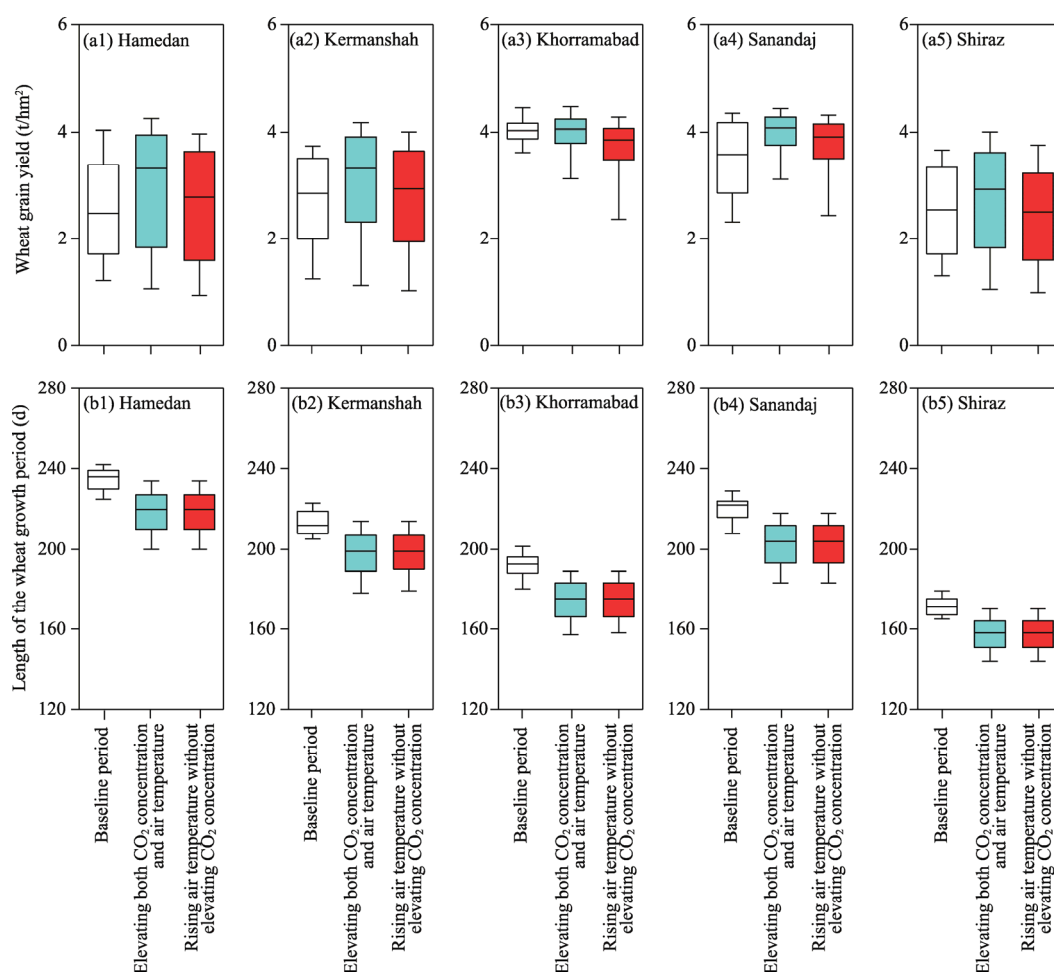 6
4
2
0
Wheat grain yield (t/hm²)
(a1) Hamedan
6
4
2
0
(a2) Kermanshah
6
4
2
0
(a3) Khorramabad
6
4
2
0
(a4) Sanandaj
6
4
2
0
(a5) Shiraz
280
240
200
160
120
Length of the wheat growth period (d)
(b1) Hamedan
280
240
200
160
120
(b2) Kermanshah
280
240
200
160
120
(b3) Khorramabad
280
240
200
160
120
(b4) Sanandaj
280
240
200
160
120
(b5) Shiraz
Baseline period
Elevating both CO₂ concentration
and air temperature
Rising air temperature without
elevating CO₂ concentration
Baseline period
Elevating both CO₂ concentration
and air temperature
Rising air temperature without
elevating CO₂ concentration
Baseline period
Elevating both CO₂ concentration
and air temperature
Rising air temperature without
elevating CO₂ concentration
Baseline period
Elevating both CO₂ concentration
and air temperature
Rising air temperature without
elevating CO₂ concentration
Baseline period
Elevating both CO₂ concentration
and air temperature
Rising air temperature without
elevating CO₂ concentration